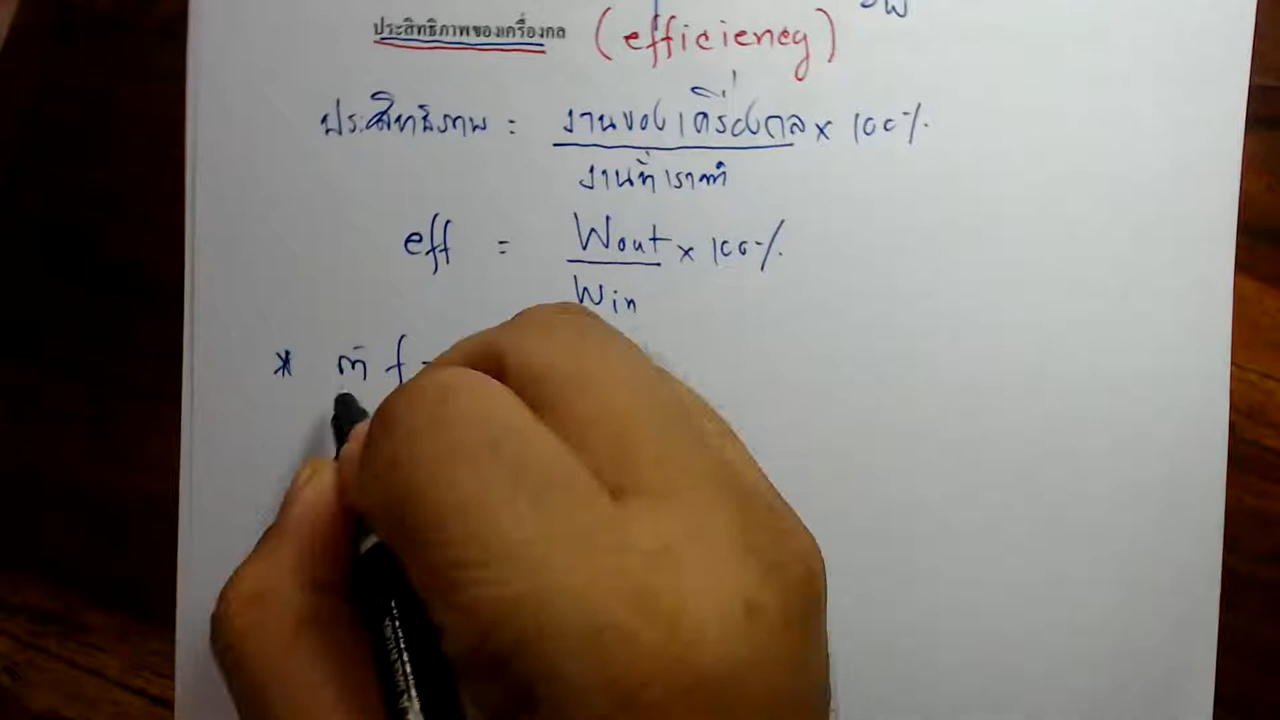 ประสิทธิภาพของเครื่องกล (efficiency)
ประสิทธิภาพ = งานของเครื่องกล × 100%
งานที่เราทำ
eff = Wout × 100%
Win
* ถ้า f